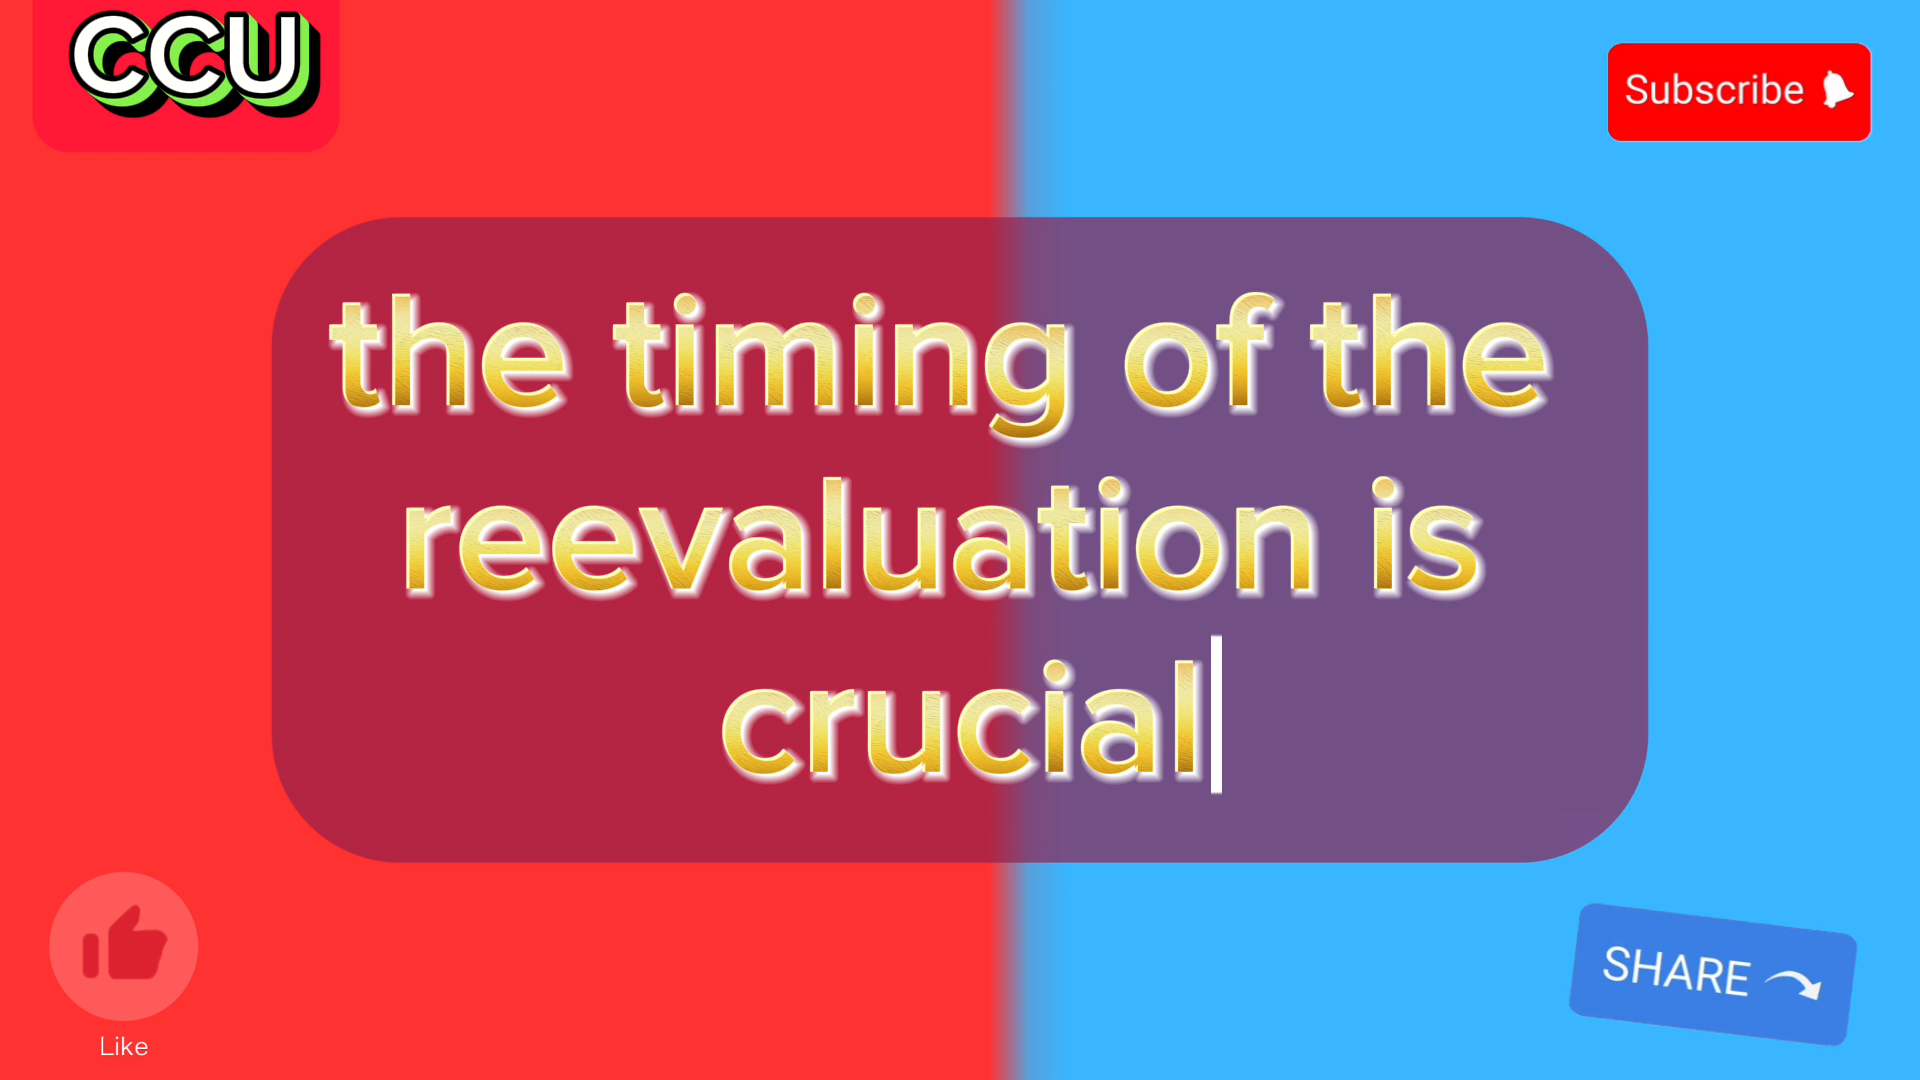 CCU
Subscribe
the timing of the
reevaluation is
crucial
SHARE
Like